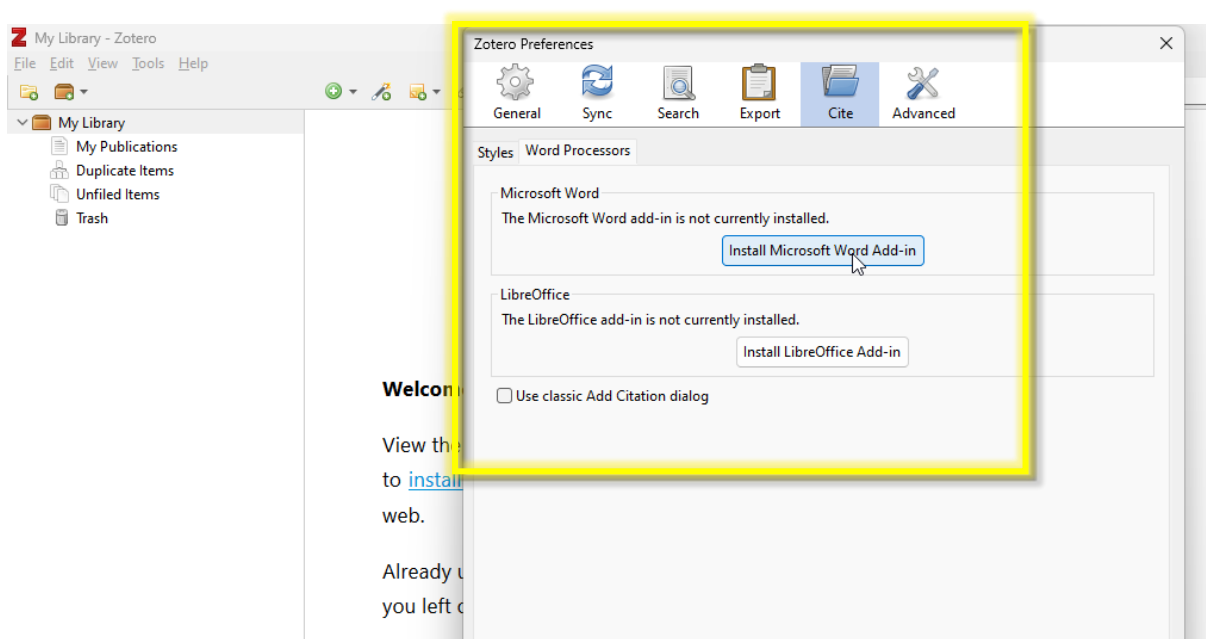 My Library - Zotero
File Edit View Tools Help
My Library
My Publications
Duplicate Items
Unfiled Items
Trash
View the
to install
web.
Already
you left
Zotero Preferences
General Sync Search Export Cite Advanced
Styles Word Processors
Microsoft Word
The Microsoft Word add-in is not currently installed.
Install Microsoft Word Add-in
LibreOffice
The LibreOffice add-in is not currently installed.
Install LibreOffice Add-in
Use classic Add Citation dialog